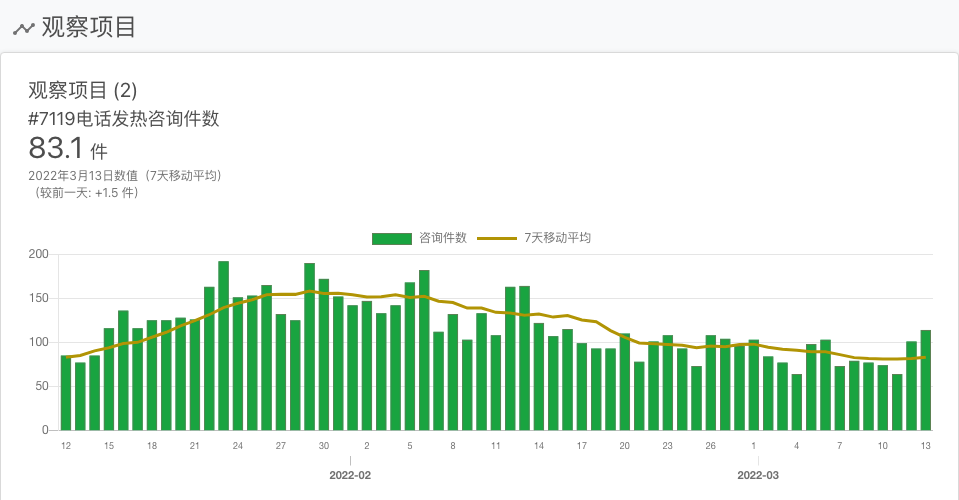 观察项目
观察项目 (2)
#7119电话发热咨询件数
83.1 件
2022年3月13日数值（7天移动平均）
（较前一天: +1.5 件）
咨询件数 7天移动平均
200
150
100
50
0
12 15 18 21 24 27 30 2 5 8 11 14 17 20 23 26 1 4 7 10 13
2022-02 2022-03